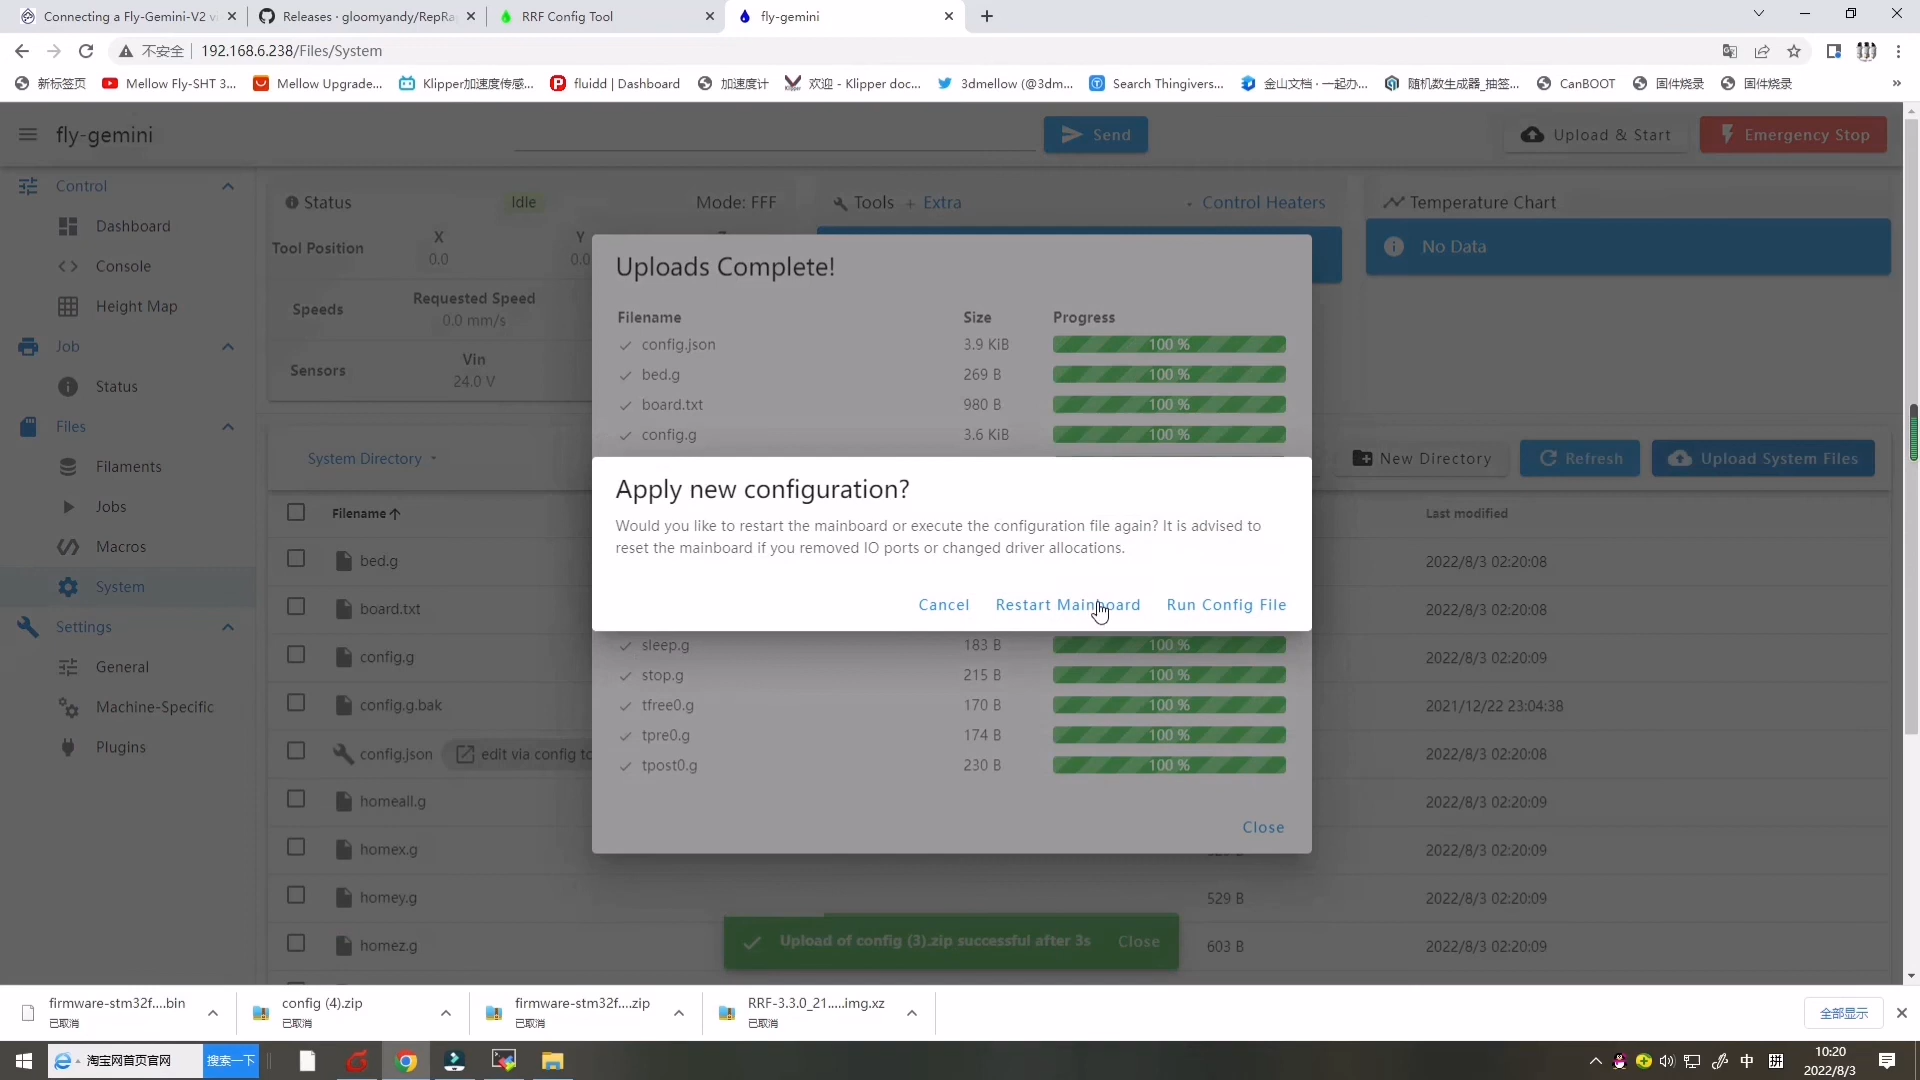 Connecting a Fly-Gemini-V2 v
Releases · gloomyandy/RepRa
RRF Config Tool
fly-gemini
不安全
192.168.6.238/Files/System
新标签页
Mellow Fly-SHT 3...
Mellow Upgrade...
Klipper加速度传感...
fluidd | Dashboard
加速度计
欢迎 - Klipper doc...
3dmellow (@3dm...
Search Thingivers...
金山文档 · 一起办...
随机数生成器_抽签...
CanBOOT
固件烧录
固件烧录
»
fly-gemini
Send
Upload & Start
Emergency Stop
Control
Dashboard
Console
Height Map
Job
Status
Files
Filaments
Jobs
Macros
System
Settings
General
Machine-Specific
Plugins
Status
Idle
Mode: FFF
Tool Position
X
0.0
Y
0.0
Speeds
Requested Speed
0.0 mm/s
Sensors
Vin
24.0 V
Tools + Extra
Control Heaters
Temperature Chart
No Data
Uploads Complete!
Filename Size Progress
config.json 3.9 KiB 100 %
bed.g 269 B 100 %
board.txt 980 B 100 %
config.g 3.6 KiB 100 %
Apply new configuration?
Would you like to restart the mainboard or execute the configuration file again? It is advised to
reset the mainboard if you removed IO ports or changed driver allocations.
Cancel Restart Mainboard Run Config File
sleep.g 183 B 100 %
stop.g 215 B 100 %
tfree0.g 170 B 100 %
tpre0.g 174 B 100 %
tpost0.g 230 B 100 %
Close
System Directory
New Directory
Refresh
Upload System Files
Filename Last modified
bed.g 2022/8/3 02:20:08
board.txt 2022/8/3 02:20:08
config.g 2022/8/3 02:20:09
config.g.bak 2021/12/22 23:04:38
config.json edit via config to 2022/8/3 02:20:08
homeall.g 2022/8/3 02:20:09
homex.g 2022/8/3 02:20:09
homey.g 529 B 2022/8/3 02:20:09
homez.g 603 B 2022/8/3 02:20:09
Upload of config (3).zip successful after 3s Close
firmware-stm32f....bin
已取消
config (4).zip
已取消
firmware-stm32f....zip
已取消
RRF-3.3.0_21.....img.xz
已取消
全部显示
淘宝网首页官网
搜索一下
中
拼
10:20
2022/8/3